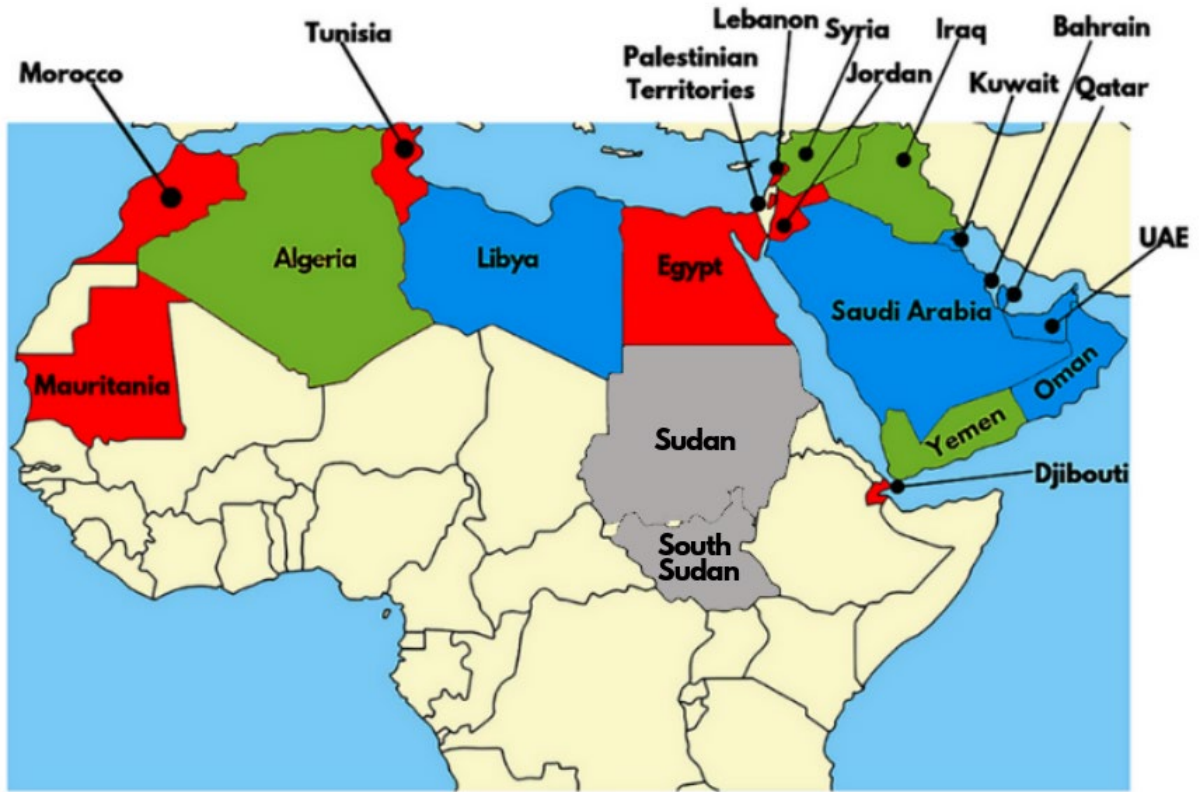 Lebanon
Bahrain
Tunisia
Syria
Iraq
Palestinian
Territories
Morocco
Jordan
Kuwait
Qatar
UAE
Algeria
Libya
Egypt
Saudi Arabia
Mauritania
Oman
Sudan
Yemen
Djibouti
South
Sudan